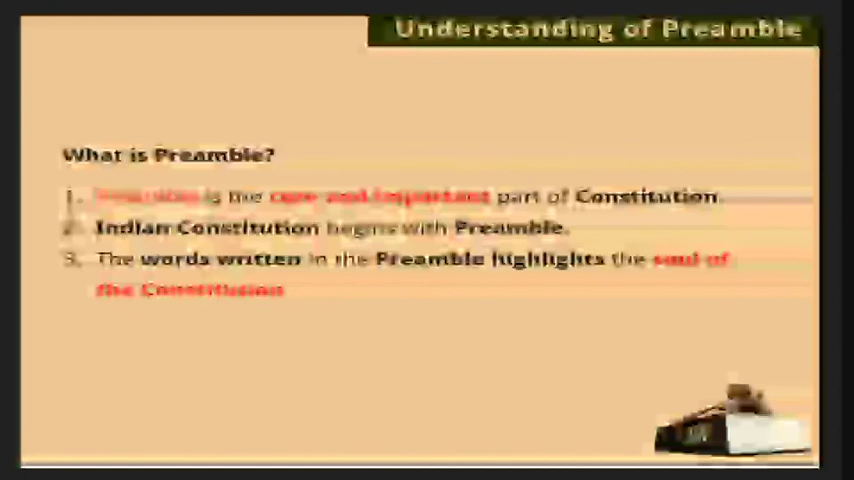 Understanding of Preamble
What is Preamble?
1. Preamble is the core and important part of Constitution.
2. Indian Constitution begins with Preamble.
3. The words written in the Preamble highlights the soul of
the Constitution